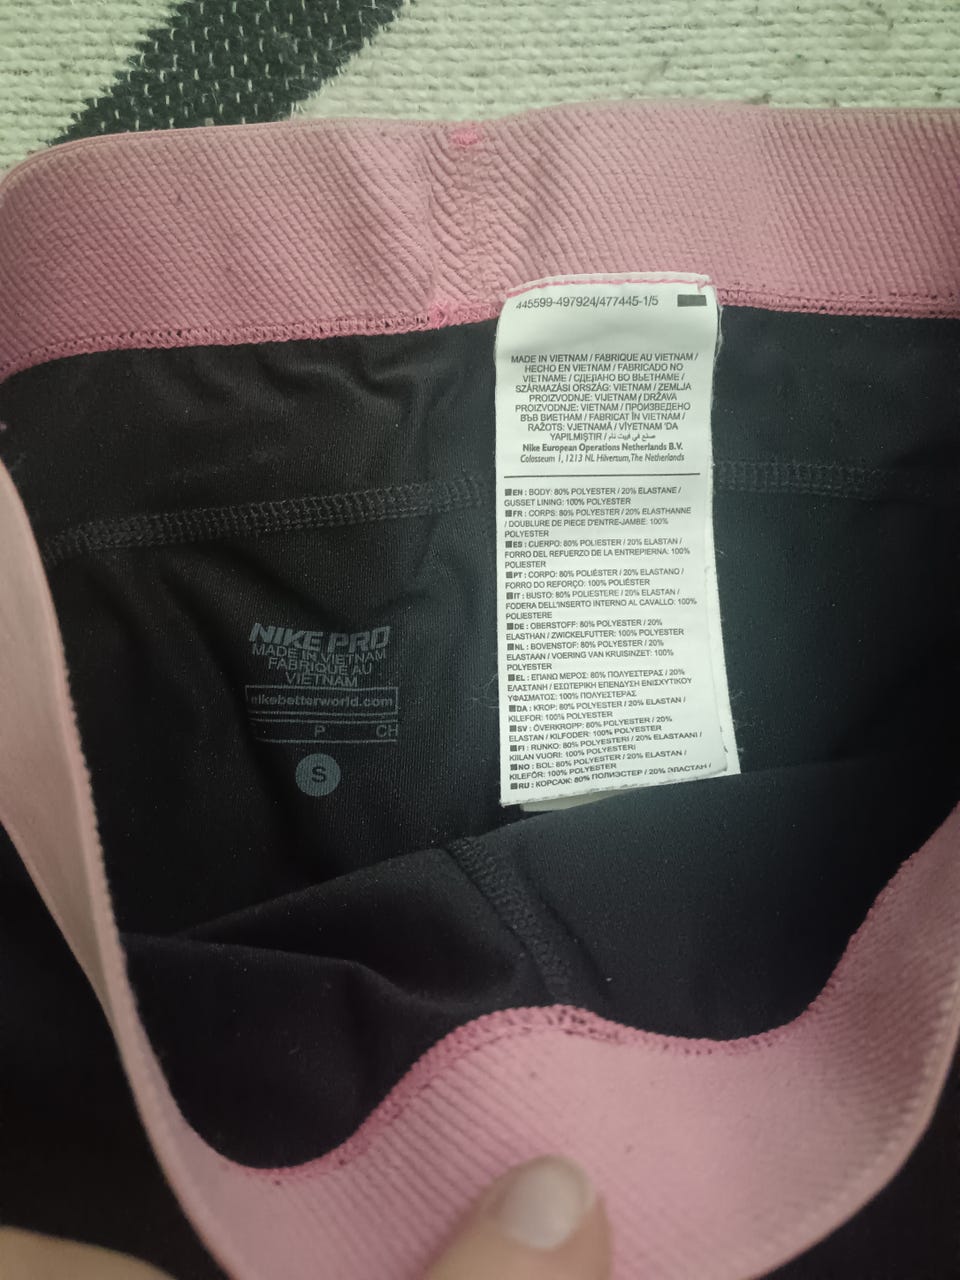 445599-497924/477445-1/5
MADE IN VIETNAM / FABRIQUE AU VIETNAM /
HECHO EN VIETNAM / FABRICADO NO
VIETNAME / СДЕЛАНО ВО ВЬЕТНАМЕ /
SZÁRMAZÁSI ORSZÁG: VIETNAM / ZEMLJA
PROIZVODNJE: VIJETNAM / DRŽAVA
PROIZVODNJE: VIETNAM / ПРОИЗВЕДЕНО
ВЪВ ВИЕТНАМ / FABRICAT ÎN VIETNAM /
RAŽOTS: VJETNAMĀ / VİYETNAM 'DA
YAPILMIŞTIR / صنع في فييت نام
Nike European Operations Netherlands B.V.
Colosseum 1, 1213 NL Hilversum, The Netherlands
EN : BODY: 80% POLYESTER / 20% ELASTANE /
GUSSET LINING: 100% POLYESTER
FR : CORPS: 80% POLYESTER / 20% ELASTHANNE
/ DOUBLURE DE PIECE D'ENTRE-JAMBE: 100%
POLYESTER
ES : CUERPO: 80% POLIESTER / 20% ELASTAN /
FORRO DEL REFUERZO DE LA ENTREPIERNA: 100%
POLIESTER
PT : CORPO: 80% POLIÉSTER / 20% ELASTANO /
FORRO DO REFORÇO: 100% POLIÉSTER
IT : BUSTO: 80% POLIESTERE / 20% ELASTAN /
FODERA DELL'INSERTO INTERNO AL CAVALLO: 100%
POLIESTERE
DE : OBERSTOFF: 80% POLYESTER / 20%
ELASTHAN / ZWICKELFUTTER: 100% POLYESTER
NL : BOVENSTOF: 80% POLYESTER / 20%
ELASTAAN / VOERING VAN KRUISINZET: 100%
POLYESTER
EL : ΕΠΑΝΩ ΜΕΡΟΣ: 80% ΠΟΛΥΕΣΤΕΡΑΣ / 20%
ΕΛΑΣΤΑΝΗ / ΕΣΩΤΕΡΙΚΗ ΕΠΕΝΔΥΣΗ ΕΝΙΣΧΥΤΙΚΟΥ
ΥΦΑΣΜΑΤΟΣ: 100% ΠΟΛΥΕΣΤΕΡΑΣ
DA : KROP: 80% POLYESTER / 20% ELASTAN /
KILEFOR: 100% POLYESTER
SV : ÖVERKROPP: 80% POLYESTER / 20%
ELASTAN / KILFODER: 100% POLYESTER
FI : RUNKO: 80% POLYESTERI / 20% ELASTAANI /
KIILAN VUORI: 100% POLYESTERI
NO : BOL: 80% POLYESTER / 20% ELASTAN /
KILEFÔR: 100% POLYESTER
RU : КОРСАЖ: 80% ПОЛИЭСТЕР / 20% ЭЛАСТАН /
NIKE PRO
MADE IN VIETNAM
FABRIQUE AU
VIETNAM
nikebetterworld.com
P CH
S